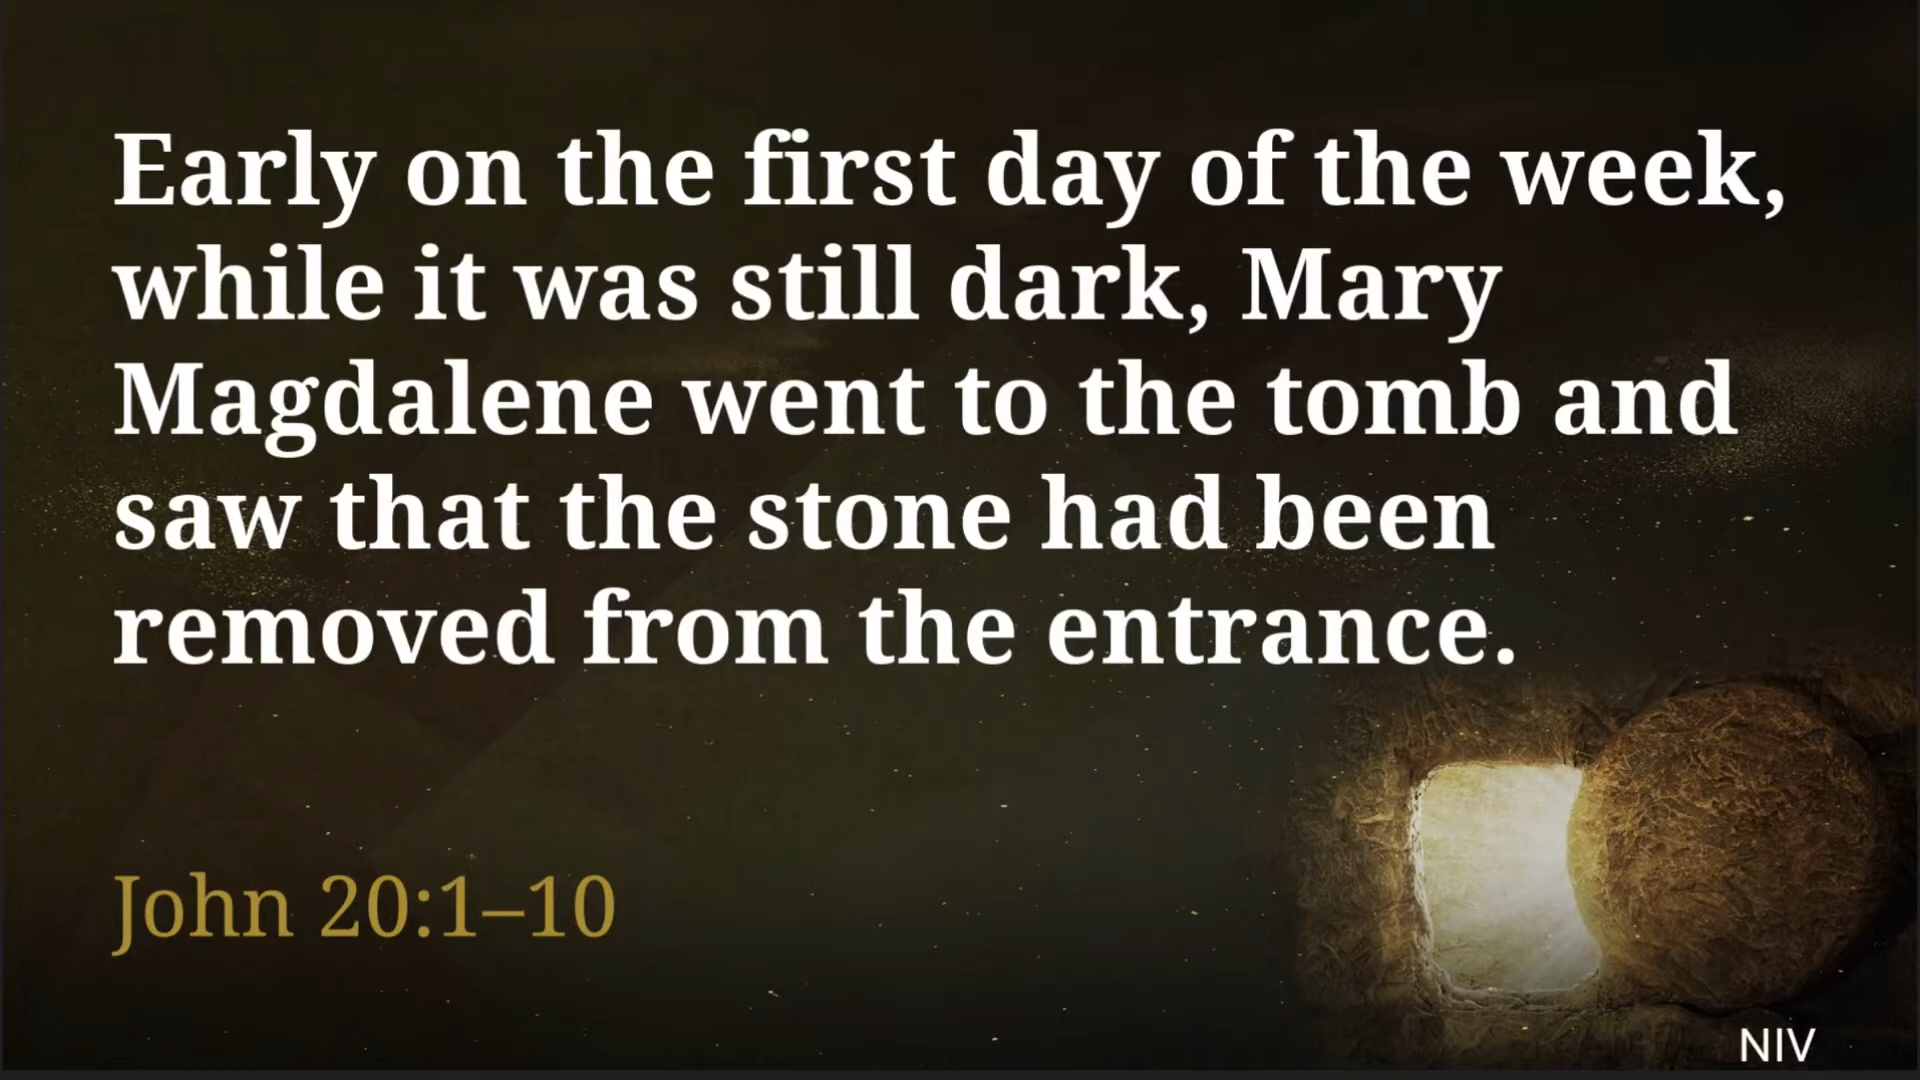 Early on the first day of the week,
while it was still dark, Mary
Magdalene went to the tomb and
saw that the stone had been
removed from the entrance.
John 20:1–10
NIV